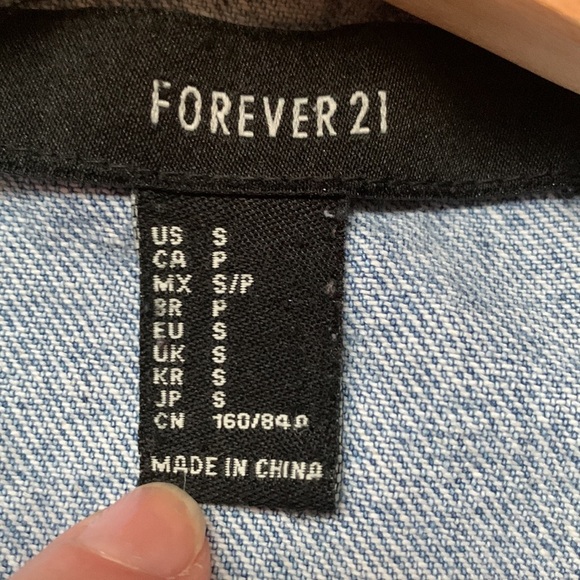 FOREVER 21
US S
CA P
MX S/P
BR P
EU S
UK S
KR S
JP S
CN 160/84A
MADE IN CHINA